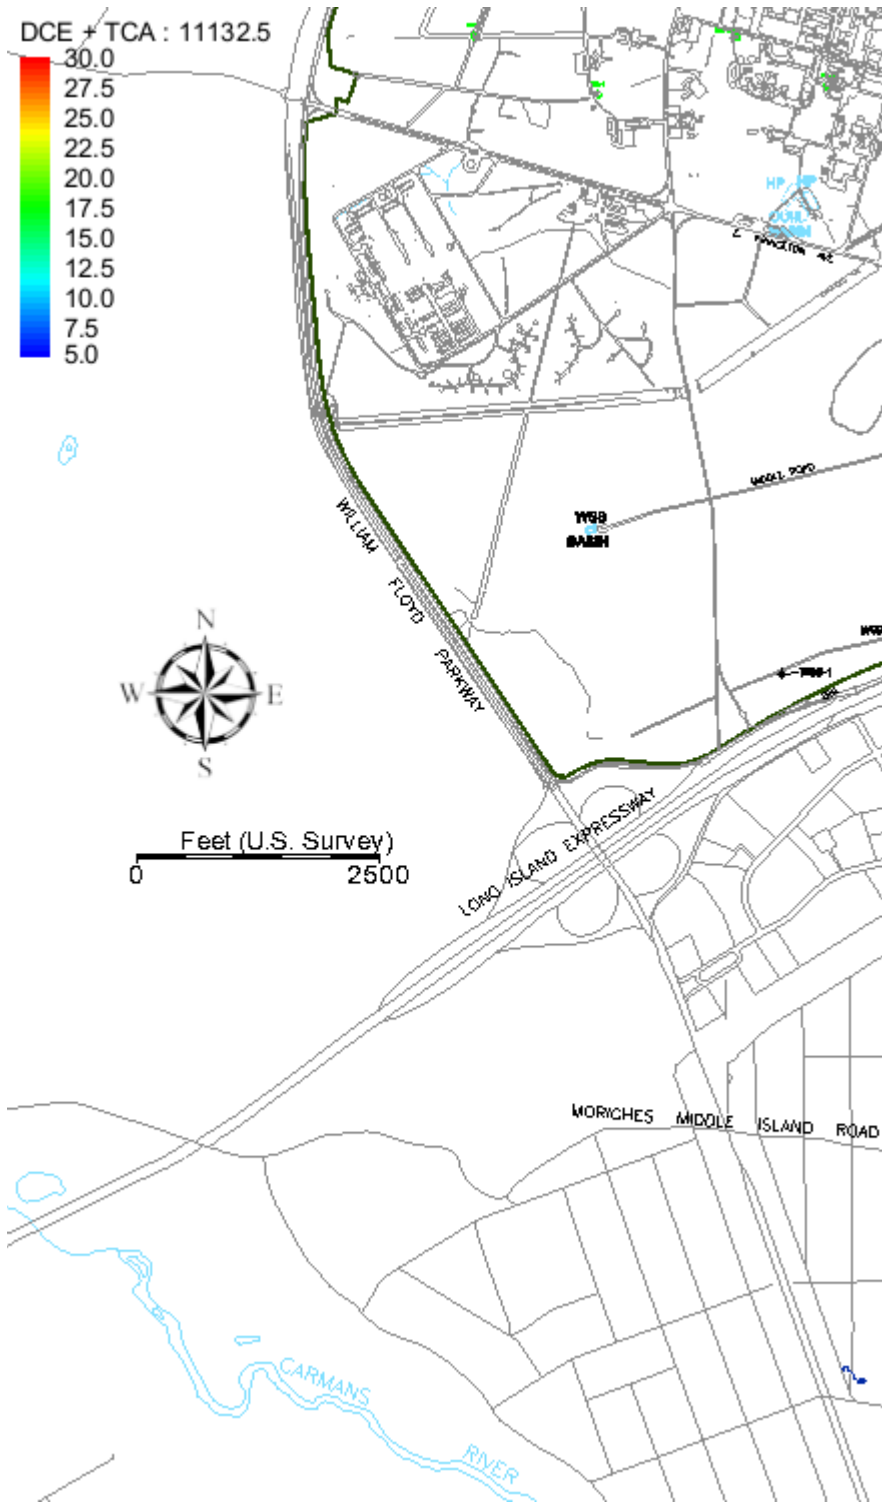 DCE + TCA : 11132.5
30.0
27.5
25.0
22.5
20.0
17.5
15.0
12.5
10.0
7.5
5.0
HP HP
WILLIAM FLOYD PARKWAY
N
W E
S
Feet (U.S. Survey)
0 2500
LONG ISLAND EXPRESSWAY
MORICHES MIDDLE ISLAND ROAD
CARMANS RIVER